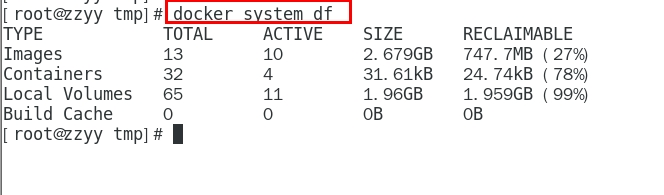 [root@zzyy tmp]# docker system df
TYPE TOTAL ACTIVE SIZE RECLAIMABLE
Images 13 10 2.679GB 747.7MB (27%)
Containers 32 4 31.61kB 24.74kB (78%)
Local Volumes 65 11 1.96GB 1.959GB (99%)
Build Cache 0 0 0B 0B
[root@zzyy tmp]#